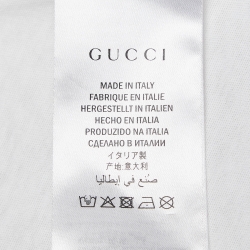 GUCCI
MADE IN ITALY
FABRIQUE EN ITALIE
HERGESTELLT IN ITALIEN
HECHO EN ITALIA
PRODUZIDO NA ITALIA
СДЕЛАНО В ИТАЛИИ
イタリア製
产地:意大利
صنع في إيطاليا